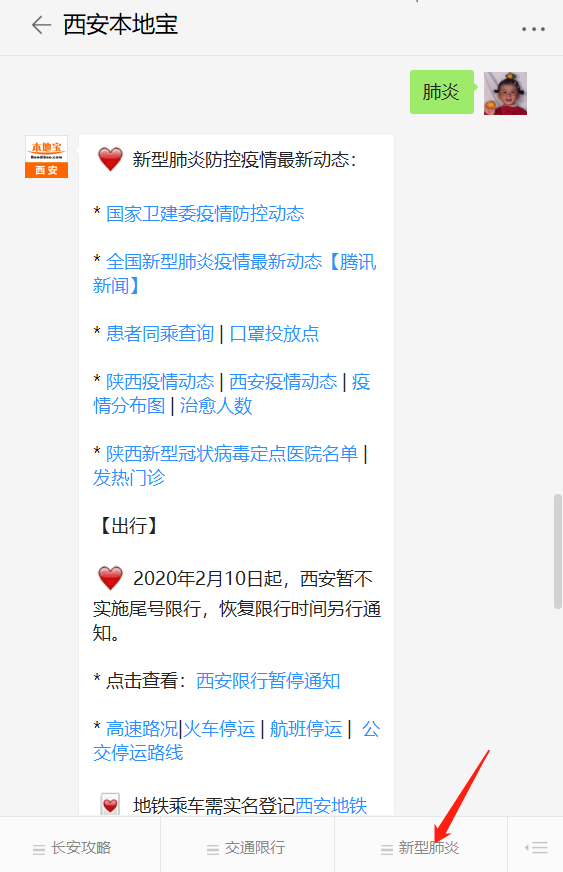 西安本地宝
肺炎
本地宝
Bendibao.com
西安
新型肺炎防控疫情最新动态:
* 国家卫建委疫情防控动态
* 全国新型肺炎疫情最新动态【腾讯
新闻】
* 患者同乘查询 | 口罩投放点
* 陕西疫情动态 | 西安疫情动态 | 疫
情分布图 | 治愈人数
* 陕西新型冠状病毒定点医院名单 |
发热门诊
【出行】
2020年2月10日起，西安暂不
实施尾号限行，恢复限行时间另行通
知。
* 点击查看：西安限行暂停通知
* 高速路况|火车停运 | 航班停运 | 公
交停运路线
地铁乘车需实名登记西安地铁
长安攻略
交通限行
新型肺炎